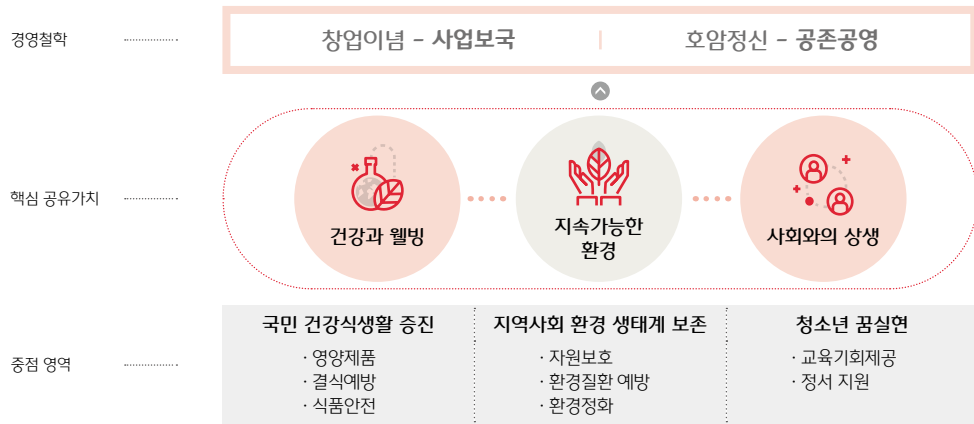 경영철학
창업이념 – 사업보국
호암정신 – 공존공영
핵심 공유가치
건강과 웰빙
지속가능한
환경
사회와의 상생
중점 영역
국민 건강식생활 증진
· 영양제품
· 결식예방
· 식품안전
지역사회 환경 생태계 보존
· 자원보호
· 환경질환 예방
· 환경정화
청소년 꿈실현
· 교육기회제공
· 정서 지원